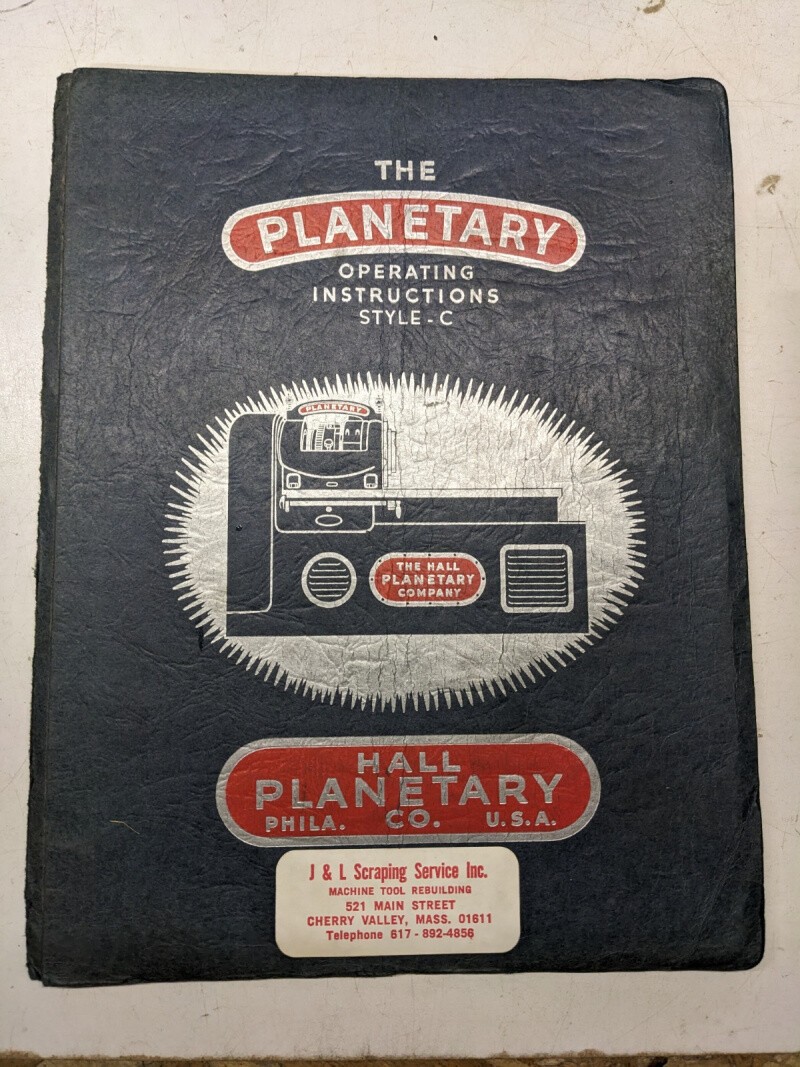 THE
PLANETARY
OPERATING
INSTRUCTIONS
STYLE - C
PLANETARY
THE HALL
PLANETARY
COMPANY
HALL
PLANETARY
PHILA. CO. U.S.A.
J & L Scraping Service Inc.
MACHINE TOOL REBUILDING
521 MAIN STREET
CHERRY VALLEY, MASS. 01611
Telephone 617 - 892-4856